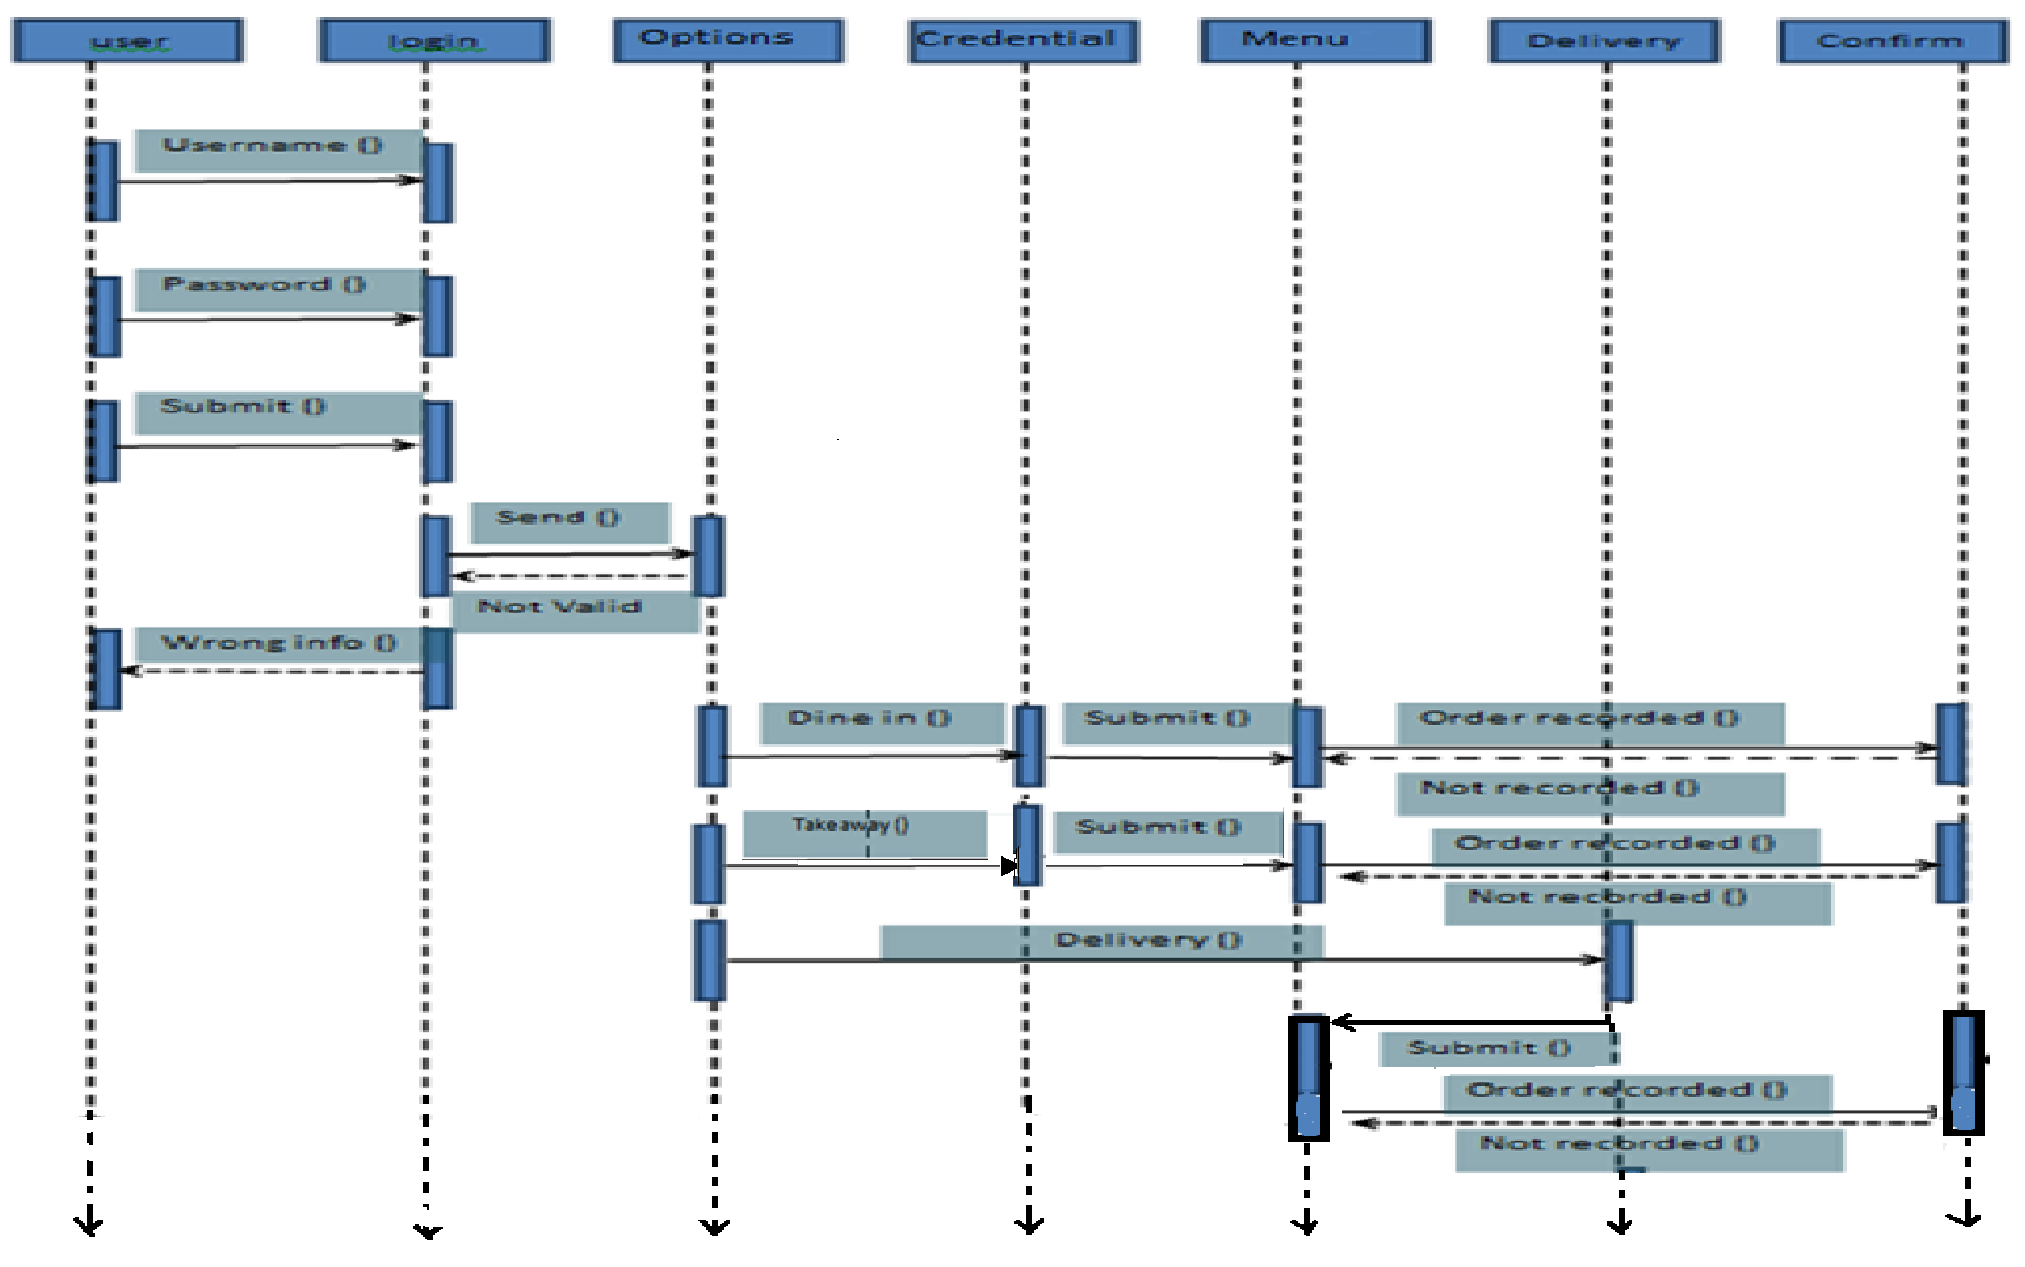 user
login
Options
Credential
Menu
Delivery
Confirm
Username ()
Password ()
Submit ()
Send ()
Not Valid
Wrong info ()
Dine in ()
Submit ()
Order recorded ()
Not recorded ()
Takeaway ()
Submit ()
Order recorded ()
Not recorded ()
Delivery ()
Submit ()
Order recorded ()
Not recorded ()